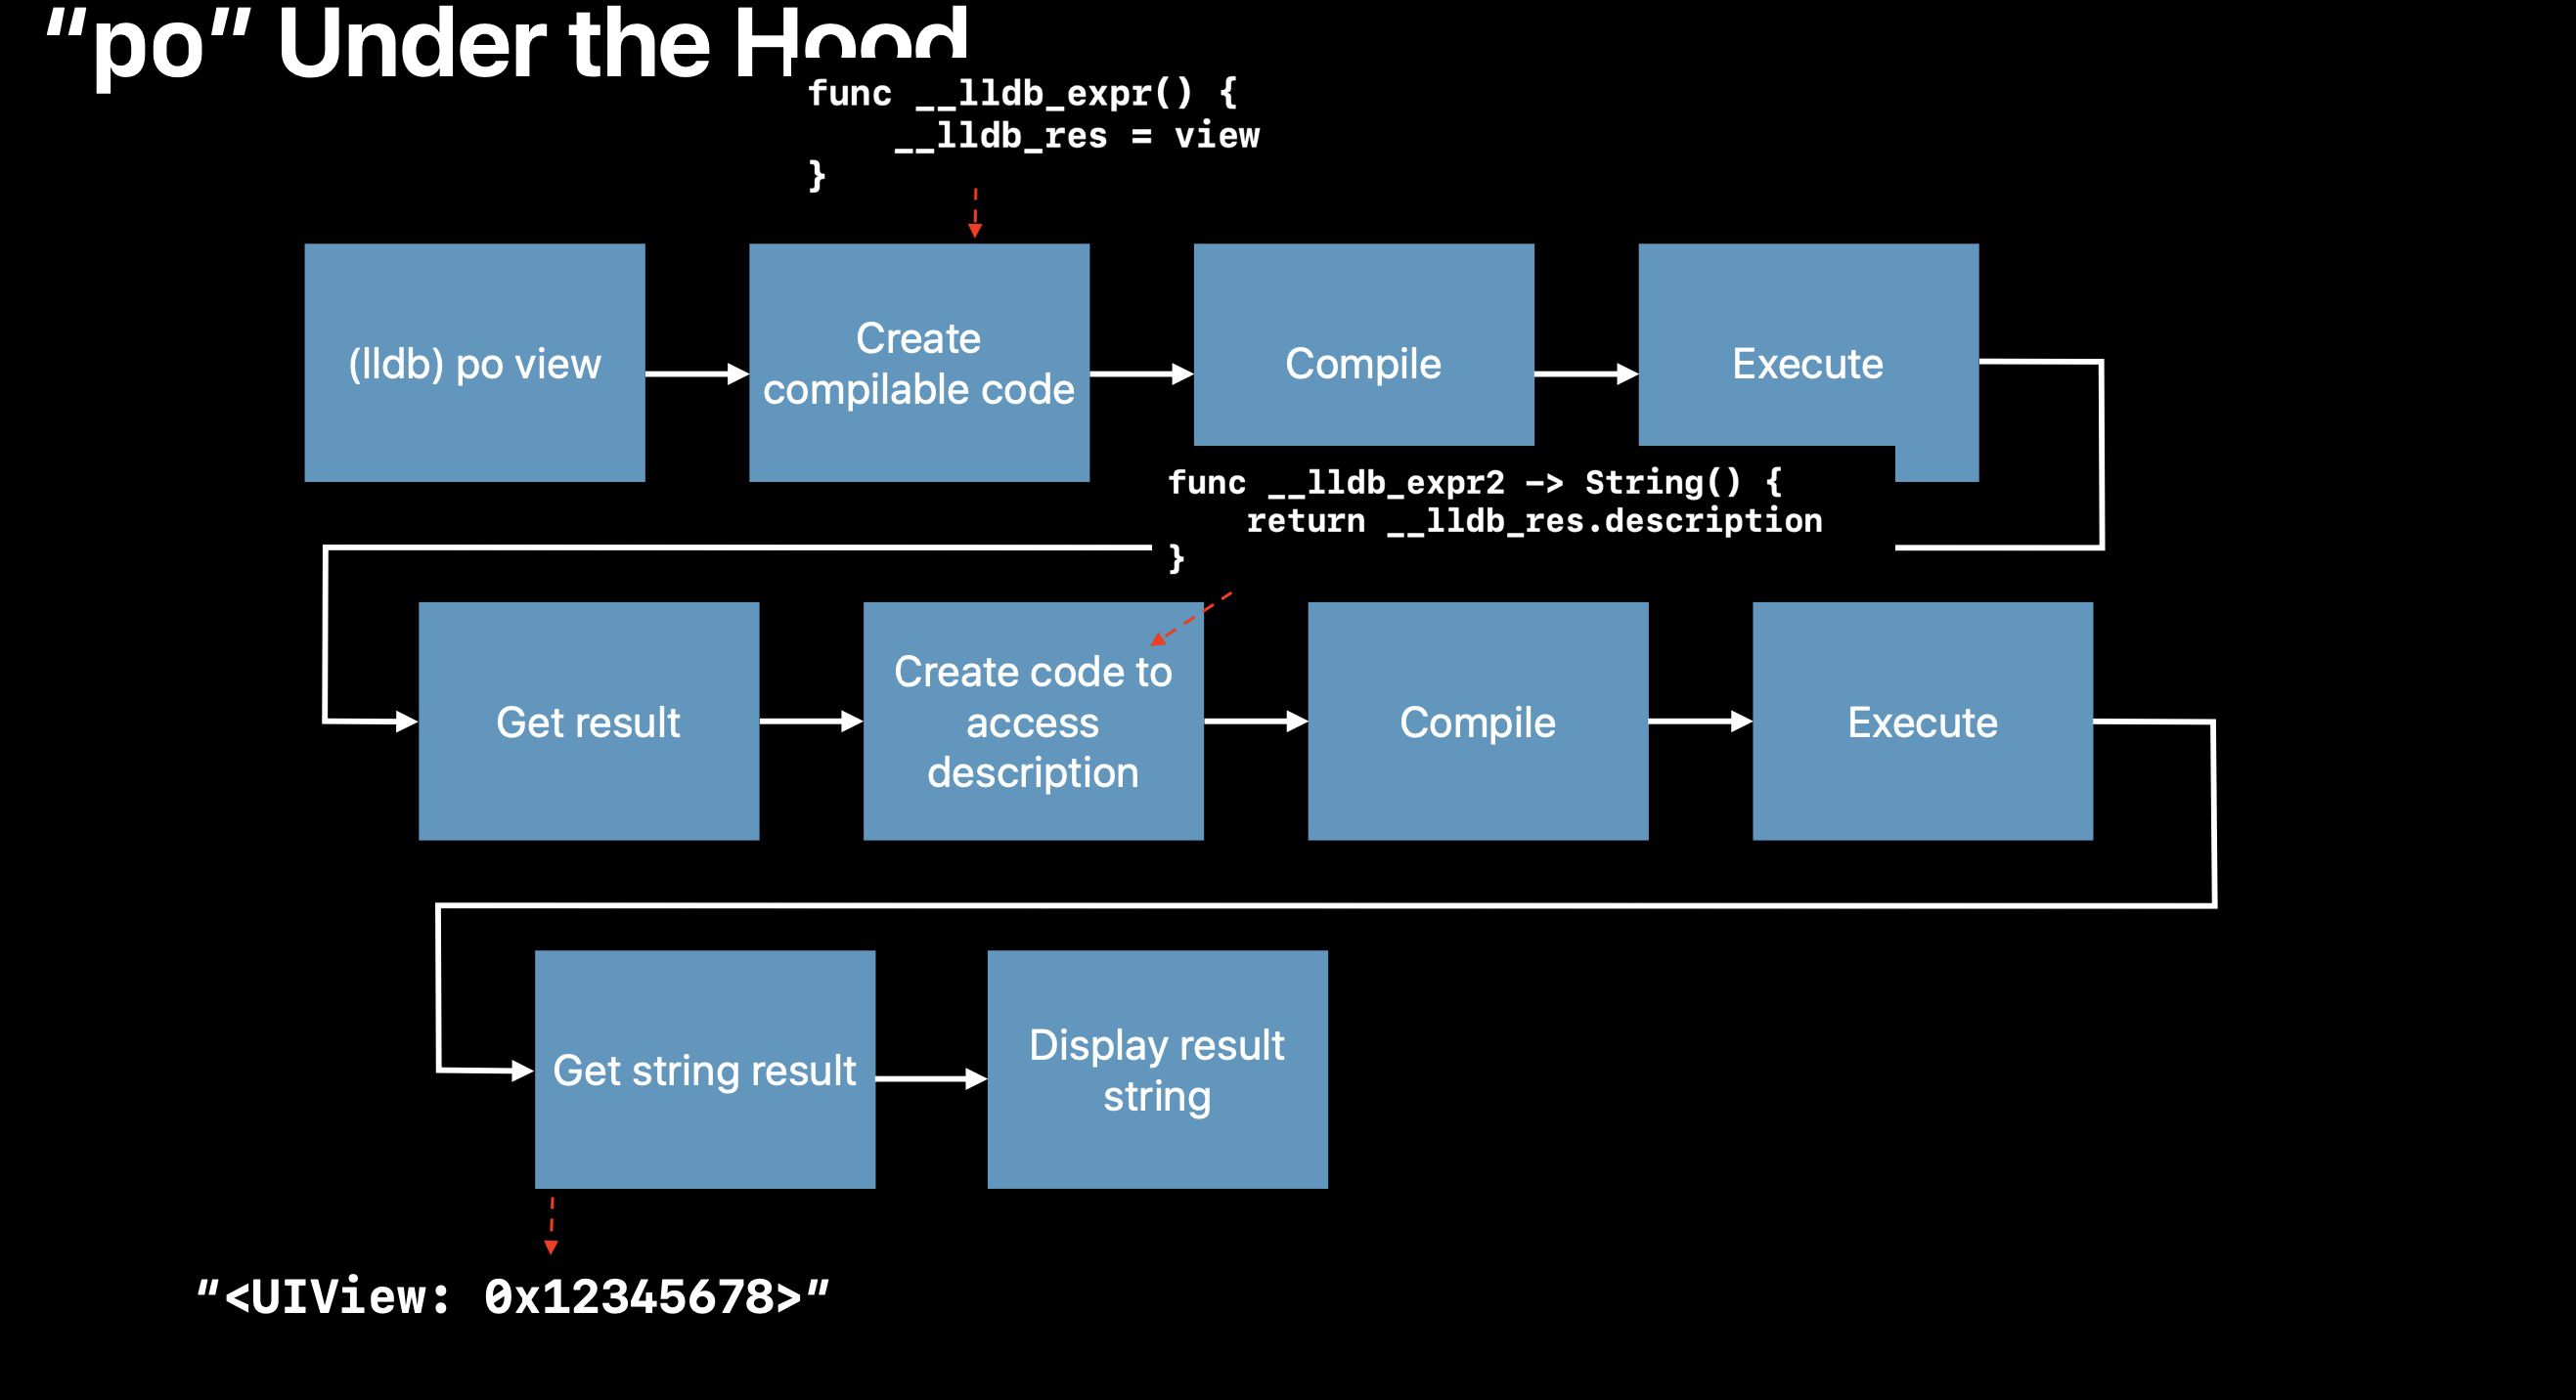 “po” Under the Hood
func __lldb_expr() {
    __lldb_res = view
}
(lldb) po view
Create
compilable code
Compile
Execute
func __lldb_expr2 -> String() {
    return __lldb_res.description
}
Get result
Create code to
access
description
Compile
Execute
Get string result
Display result
string
"<UIView: 0x12345678>"